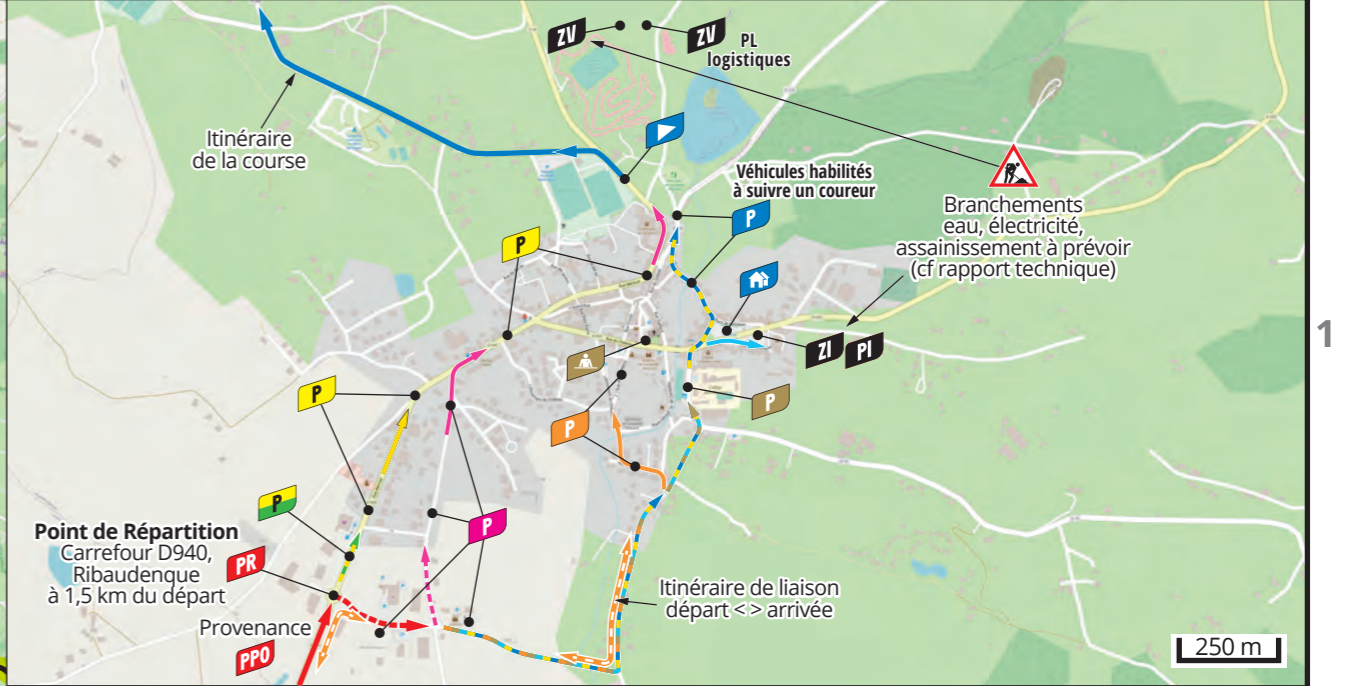 ZV
ZV
PL
logistiques
Itinéraire
de la course
Véhicules habilités
à suivre un coureur
P
P
Branchements
eau, électricité,
assainissement à prévoir
(cf rapport technique)
1
ZI
PI
P
P
P
P
P
Point de Répartition
Carrefour D940,
Ribaudenque
à 1,5 km du départ
PR
Provenance
PPO
Itinéraire de liaison
départ < > arrivée
250 m